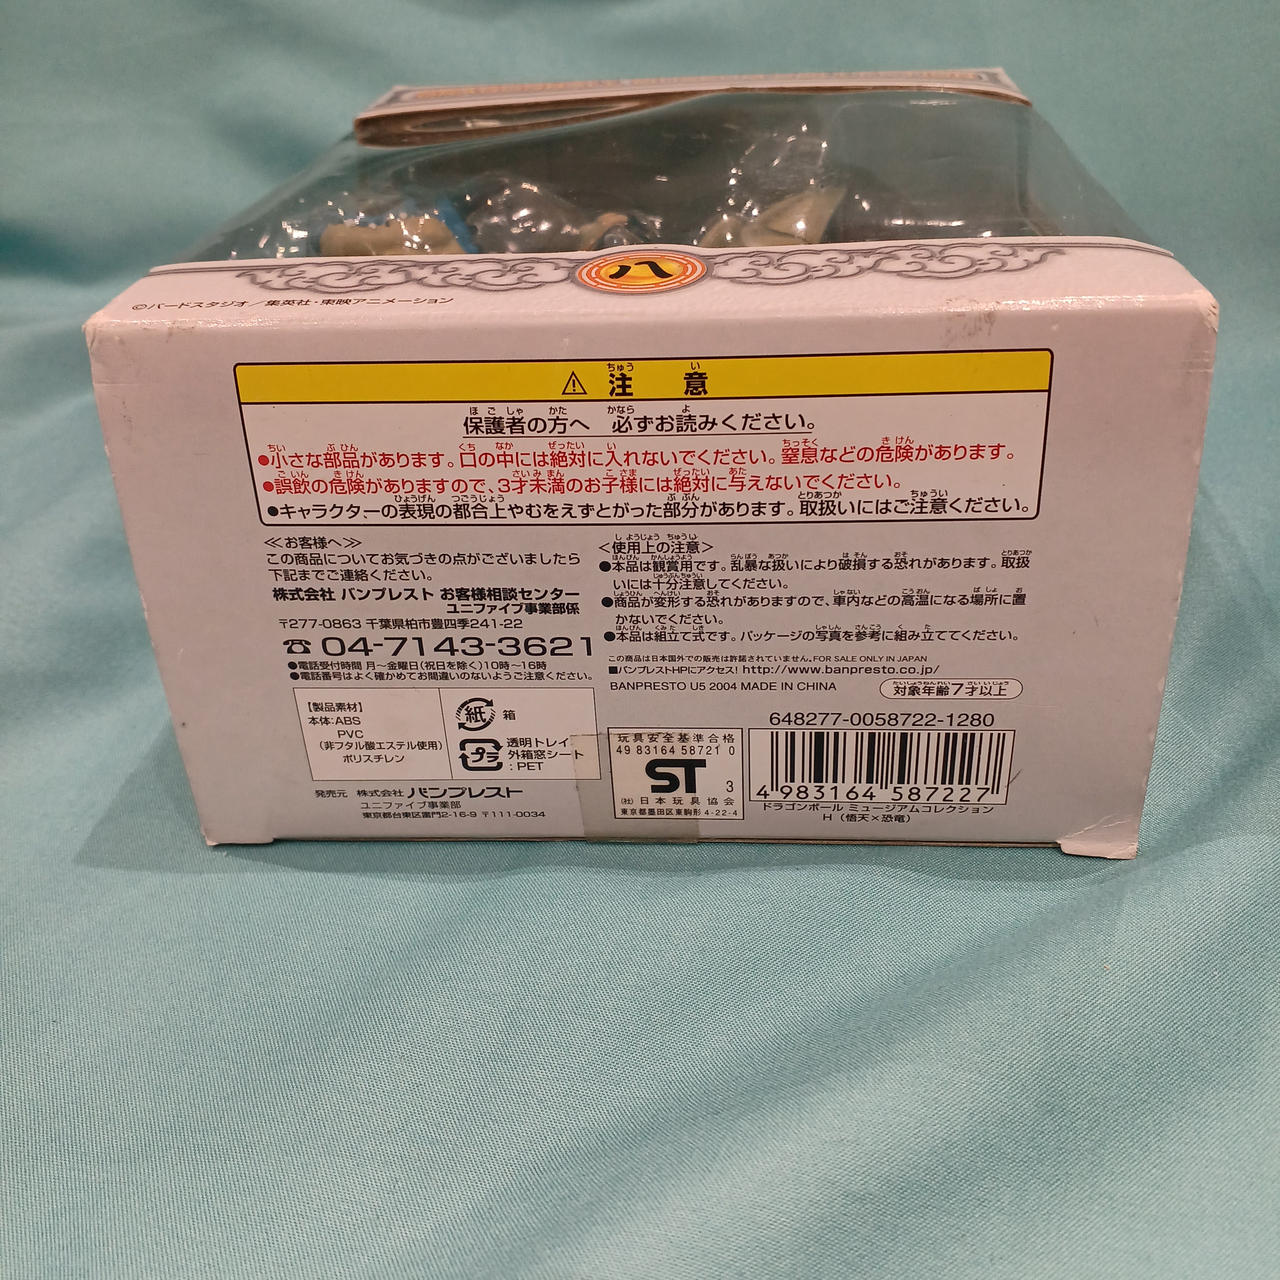 八
©バードスタジオ／集英社・東映アニメーション
⚠ 注意
保護者の方へ 必ずお読みください。
●小さな部品があります。口の中には絶対に入れないでください。窒息などの危険があります。
●誤飲の危険がありますので、3才未満のお子様には絶対に与えないでください。
●キャラクターの表現の都合上やむをえずとがった部分があります。取扱いにはご注意ください。
≪お客様へ≫
この商品についてお気づきの点がございましたら
下記までご連絡ください。
株式会社 バンプレスト お客様相談センター
ユニファイブ事業部係
〒277-0863 千葉県柏市豊四季241-22
☎ 04-7143-3621
●電話受付時間 月〜金曜日(祝日を除く)10時〜16時
●電話番号はよく確かめてお間違いのないようご注意ください。
＜使用上の注意＞
●本品は観賞用です。乱暴な扱いにより破損する恐れがあります。取扱
いには十分注意してください。
●商品が変形する恐れがありますので、車内などの高温になる場所に置
かないでください。
●本品は組立て式です。パッケージの写真を参考に組み立ててください。
この商品は日本国外での販売は許諾されていません。FOR SALE ONLY IN JAPAN
■バンプレストHPにアクセス! http://www.banpresto.co.jp/
BANPRESTO U5 2004 MADE IN CHINA
対象年齢7才以上
【製品素材】
本体:ABS
PVC
(非フタル酸エステル使用)
ポリスチレン
紙 箱
プラ 透明トレイ
外箱窓シート
:PET
発売元 株式会社 バンプレスト
ユニファイブ事業部
東京都台東区雷門2-16-9 〒111-0034
玩具安全基準合格
49 83164 58721 0
ST 3
(社)日本玩具協会
東京都墨田区東駒形 4-22-4
648277-0058722-1280
4 983164 587227
ドラゴンボール ミュージアムコレクション
H（悟天×恐竜）